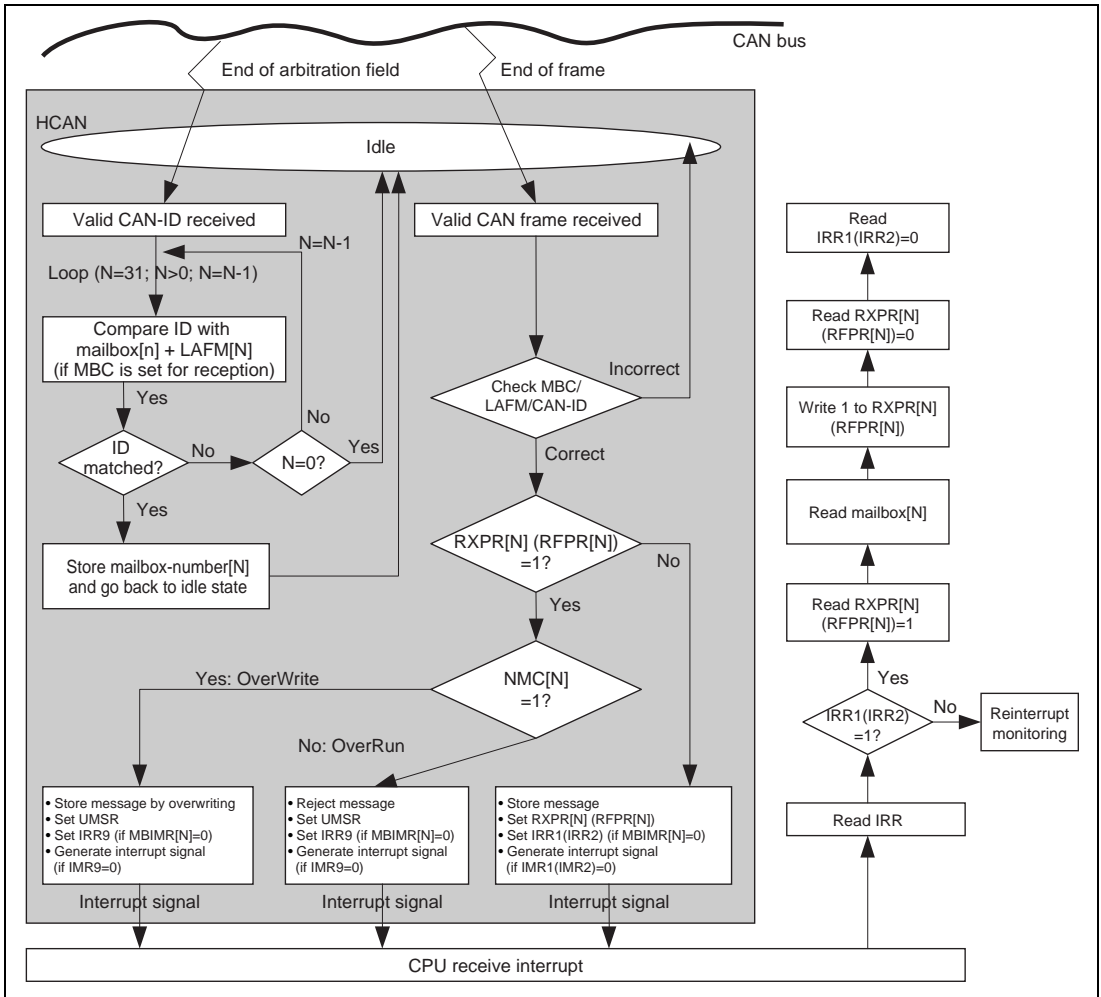 CAN bus
End of arbitration field
End of frame
HCAN
Idle
Valid CAN-ID received
N=N-1
Loop (N=31; N>0; N=N-1)
Compare ID with
mailbox[n] + LAFM[N]
(if MBC is set for reception)
Yes
ID
matched?
No
N=0?
No
Yes
Yes
Store mailbox-number[N]
and go back to idle state
Valid CAN frame received
Check MBC/
LAFM/CAN-ID
Incorrect
Correct
RXPR[N] (RFPR[N])
=1?
No
Yes
NMC[N]
=1?
Yes: OverWrite
No: OverRun
• Store message by overwriting
• Set UMSR
• Set IRR9 (if MBIMR[N]=0)
• Generate interrupt signal
(if IMR9=0)
• Reject message
• Set UMSR
• Set IRR9 (if MBIMR[N]=0)
• Generate interrupt signal
(if IMR9=0)
• Store message
• Set RXPR[N] (RFPR[N])
• Set IRR1(IRR2) (if MBIMR[N]=0)
• Generate interrupt signal
(if IMR1(IMR2)=0)
Interrupt signal
Interrupt signal
Interrupt signal
CPU receive interrupt
Read
IRR1(IRR2)=0
Read RXPR[N]
(RFPR[N])=0
Write 1 to RXPR[N]
(RFPR[N])
Read mailbox[N]
Read RXPR[N]
(RFPR[N])=1
Yes
IRR1(IRR2)
=1?
No
Reinterrupt
monitoring
Read IRR